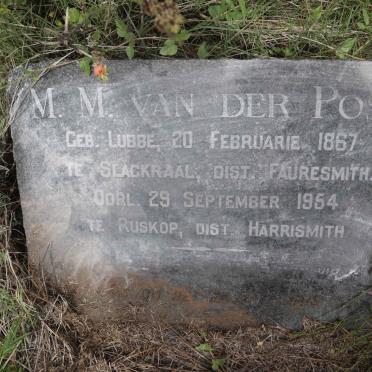 M. M. VAN DER PO
GEB. LUBBE, 20 FEBRUARIE 1867
TE SLACKRAAL, DIST. FAURESMITH.
OORL. 29 SEPTEMBER 1954
TE RUSKOP, DIST. HARRISMITH